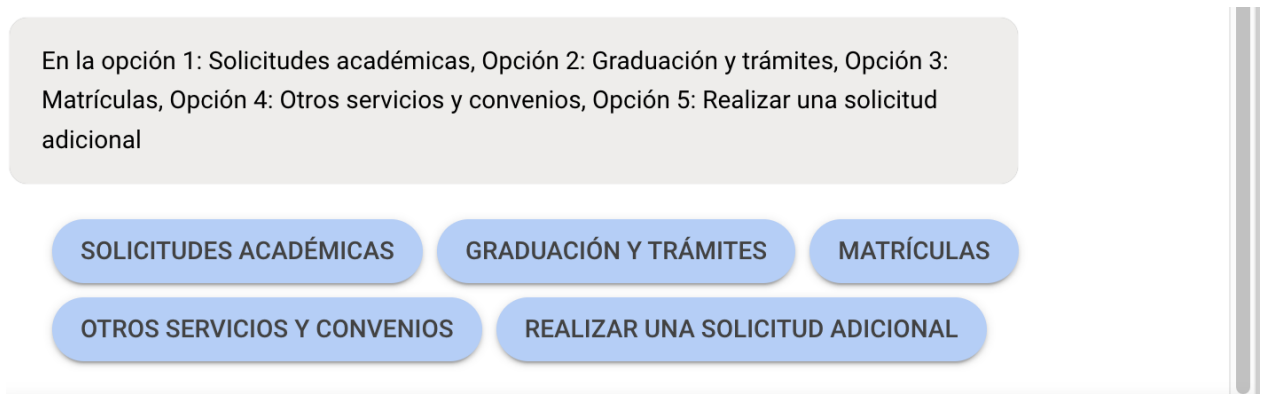 En la opción 1: Solicitudes académicas, Opción 2: Graduación y trámites, Opción 3:
Matrículas, Opción 4: Otros servicios y convenios, Opción 5: Realizar una solicitud
adicional
SOLICITUDES ACADÉMICAS GRADUACIÓN Y TRÁMITES MATRÍCULAS
OTROS SERVICIOS Y CONVENIOS REALIZAR UNA SOLICITUD ADICIONAL